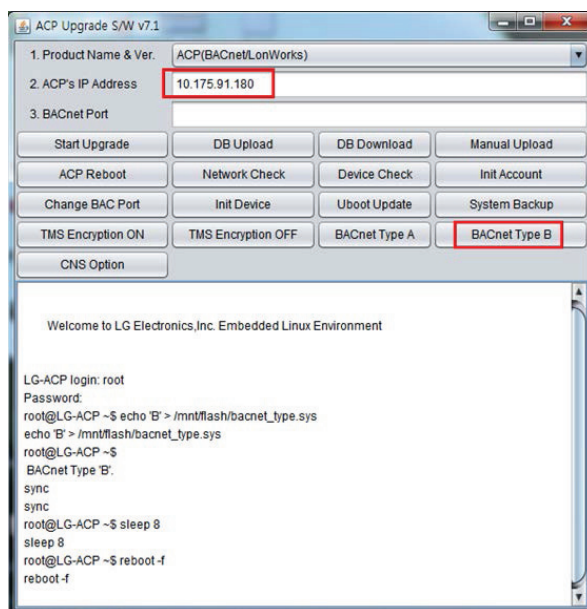 ACP Upgrade S/W v7.1
1. Product Name & Ver. ACP(BACnet/LonWorks)
2. ACP's IP Address 10.175.91.180
3. BACnet Port
Start Upgrade DB Upload DB Download Manual Upload
ACP Reboot Network Check Device Check Init Account
Change BAC Port Init Device Uboot Update System Backup
TMS Encryption ON TMS Encryption OFF BACnet Type A BACnet Type B
CNS Option
Welcome to LG Electronics,Inc. Embedded Linux Environment
LG-ACP login: root
Password:
root@LG-ACP ~$ echo 'B' > /mnt/flash/bacnet_type.sys
echo 'B' > /mnt/flash/bacnet_type.sys
root@LG-ACP ~$
BACnet Type 'B'.
sync
sync
root@LG-ACP ~$ sleep 8
sleep 8
root@LG-ACP ~$ reboot -f
reboot -f